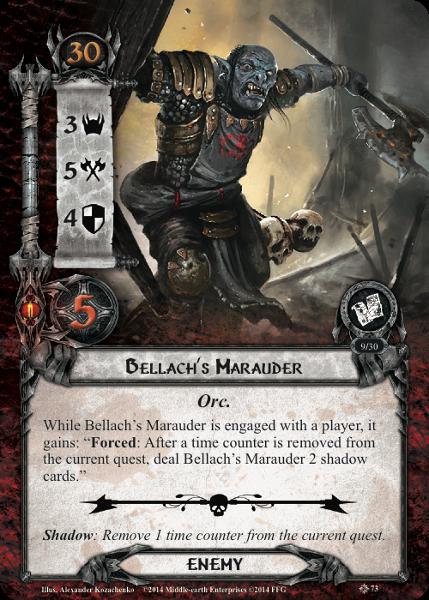 30
3
5
4
5
9/30
Bellach's Marauder
Orc.
While Bellach's Marauder is engaged with a player, it
gains: “Forced: After a time counter is removed from
the current quest, deal Bellach's Marauder 2 shadow
cards.”
Shadow: Remove 1 time counter from the current quest.
ENEMY
Illus. Alexander Kozachenko ©2014 Middle-earth Enterprises ©2014 FFG 73